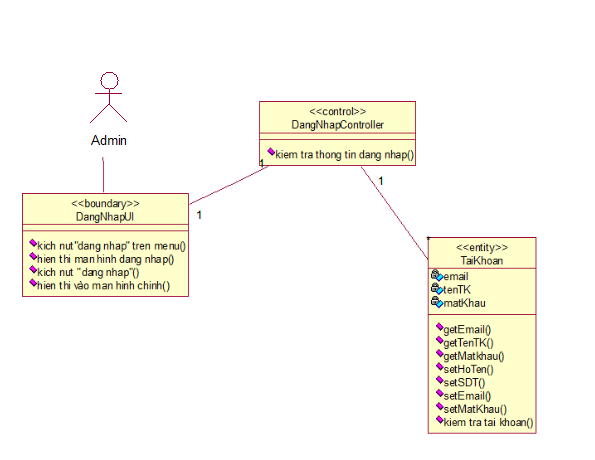 Admin
<<control>>
DangNhapController
kiem tra thong tin dang nhap()
1
1
1
*
<<boundary>>
DangNhapUI
kich nut"dang nhap" tren menu()
hien thi man hinh dang nhap()
kich nut "dang nhap"()
hien thi vào man hinh chinh()
<<entity>>
TaiKhoan
email
tenTK
matKhau
getEmail()
getTenTK()
getMatkhau()
setHoTen()
setSDT()
setEmail()
setMatKhau()
kiem tra tai khoan()